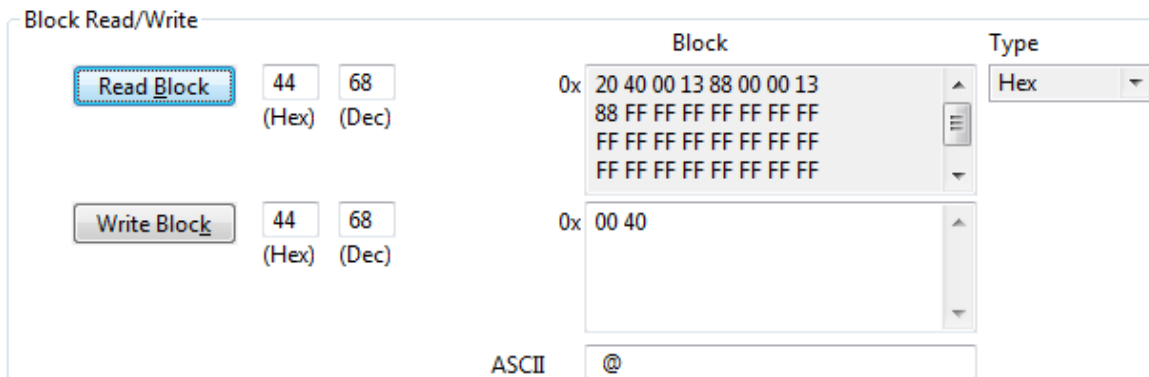 Block Read/Write
Block Type
Read Block 44 68 0x 20 40 00 13 88 00 00 13 Hex
(Hex) (Dec) 88 FF FF FF FF FF FF FF
FF FF FF FF FF FF FF FF
FF FF FF FF FF FF FF FF
Write Block 44 68 0x 00 40
(Hex) (Dec)
ASCII @